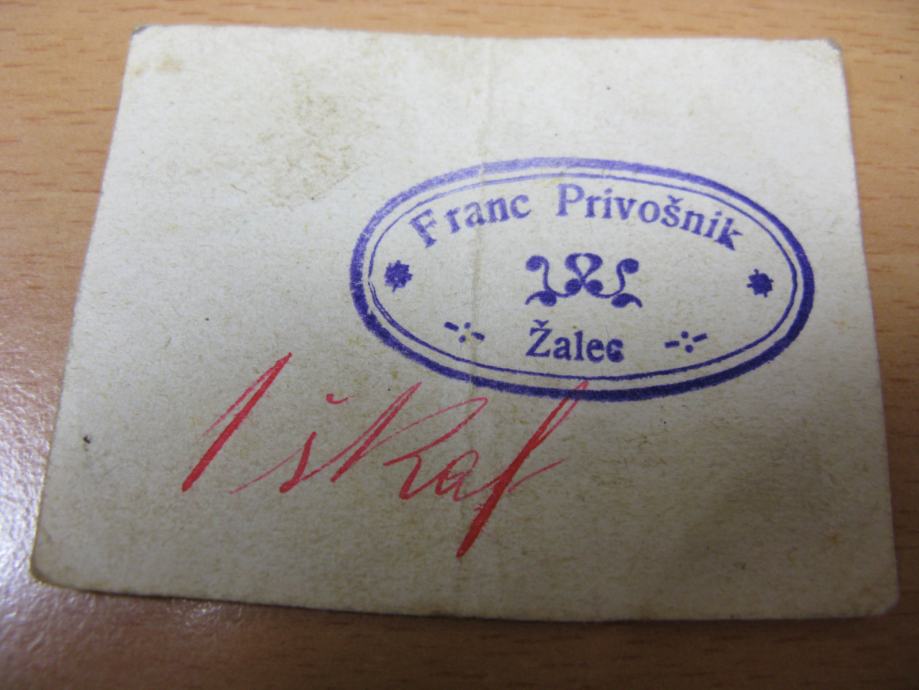 Franc Privošnik
Žalec
1 škaf